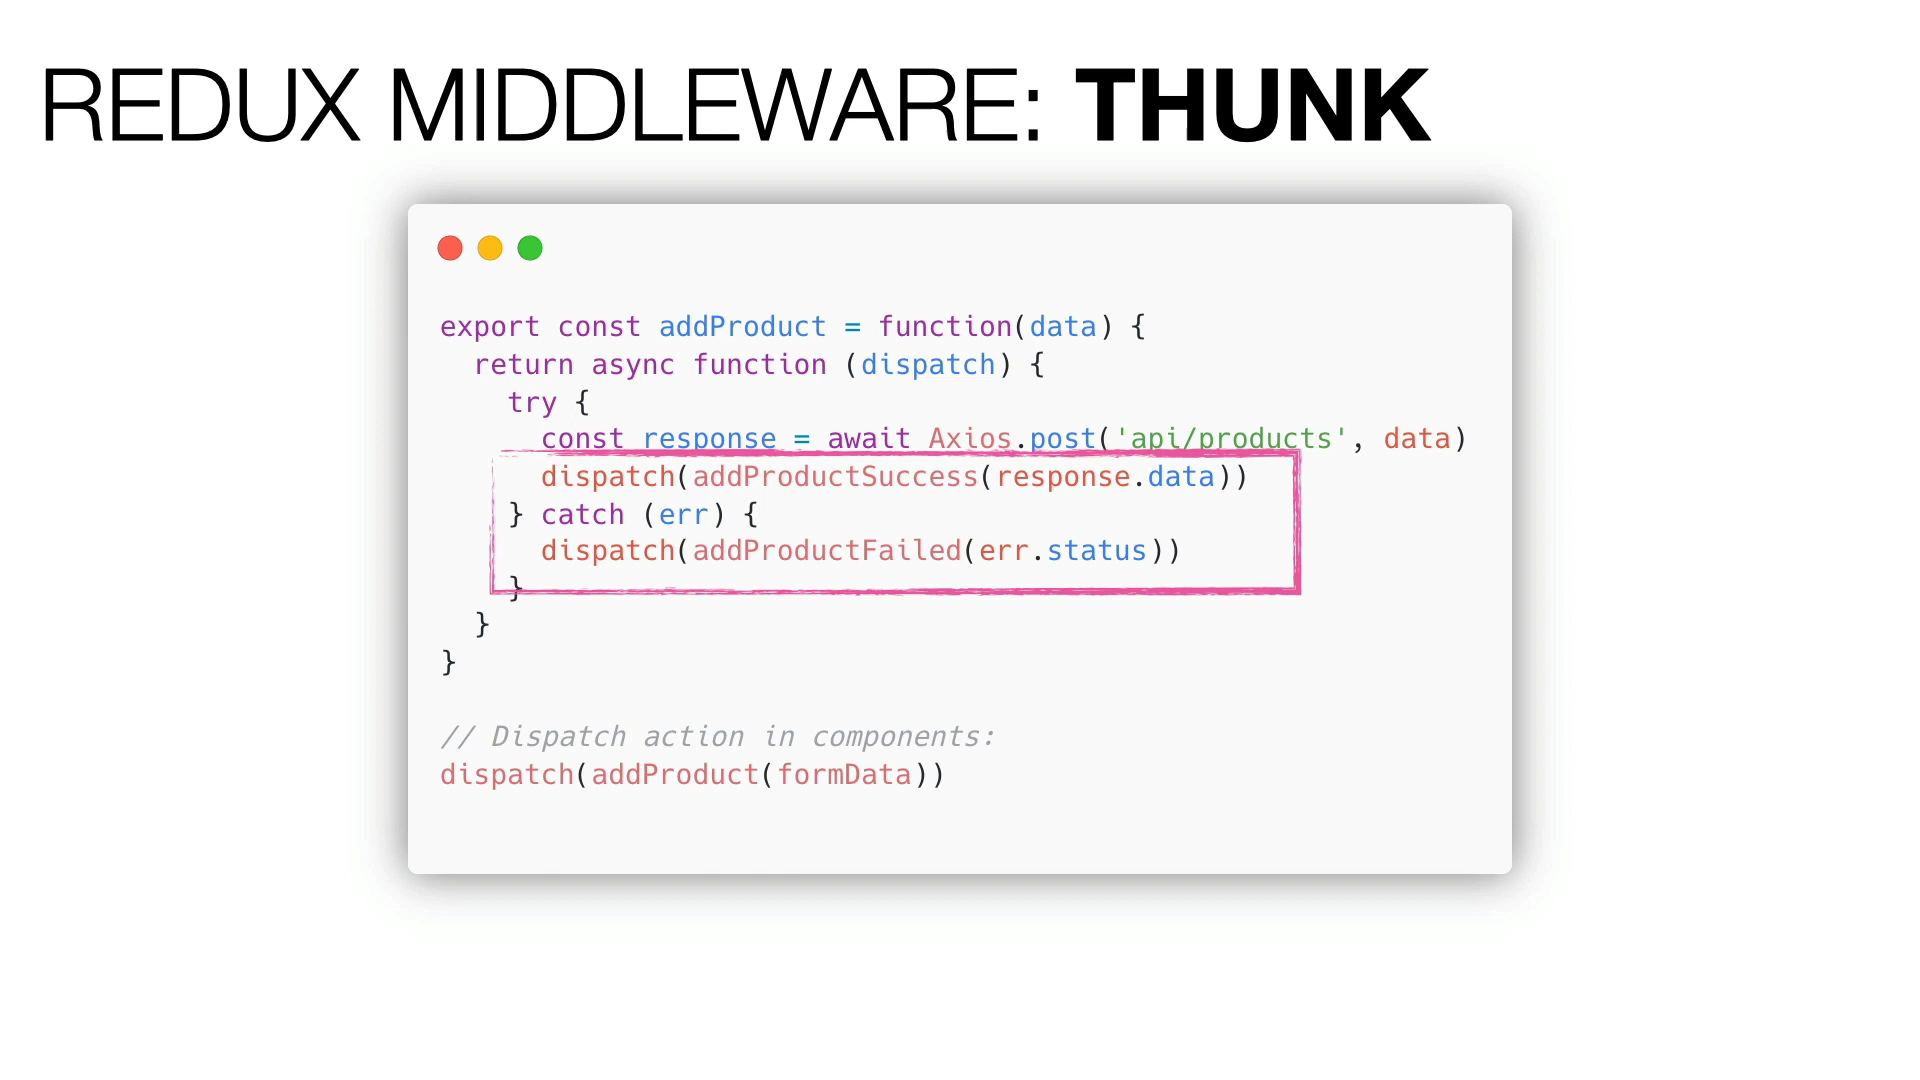 REDUX MIDDLEWARE: THUNK
export const addProduct = function(data) {
return async function (dispatch) {
try {
const response = await Axios.post('api/products', data)
dispatch(addProductSuccess(response.data))
} catch (err) {
dispatch(addProductFailed(err.status))
}
}
}
// Dispatch action in components:
dispatch(addProduct(formData))